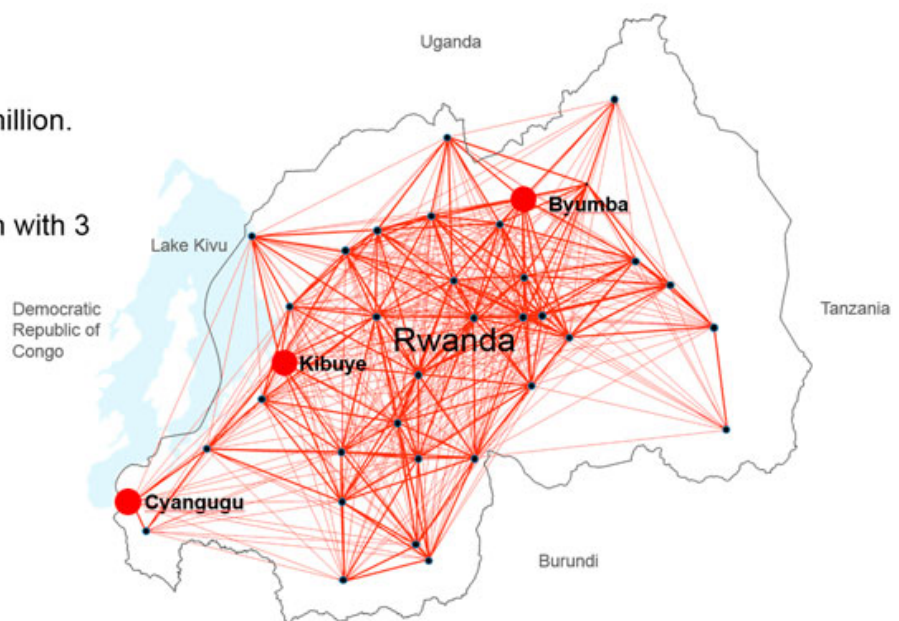 Uganda
million.
Byumba
n with 3
Lake Kivu
Democratic
Republic of
Congo
Tanzania
Rwanda
Kibuye
Cyangugu
Burundi